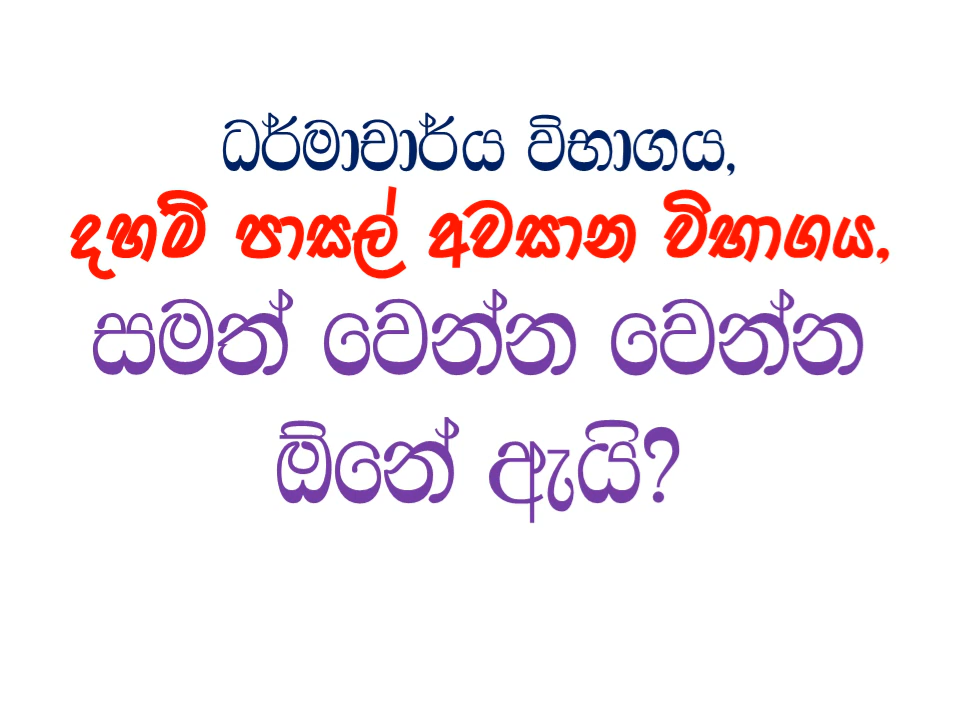 ධර්මාචාර්ය විභාගය,
දහම් පාසල් අවසාන විභාගය,
සමත් වෙන්න වෙන්න
ඕනේ ඇයි?